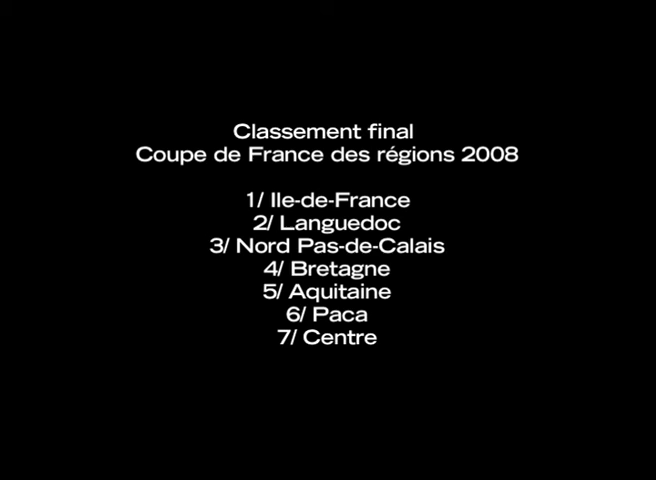 Classement final
Coupe de France des régions 2008
1/ Ile-de-France
2/ Languedoc
3/ Nord Pas-de-Calais
4/ Bretagne
5/ Aquitaine
6/ Paca
7/ Centre